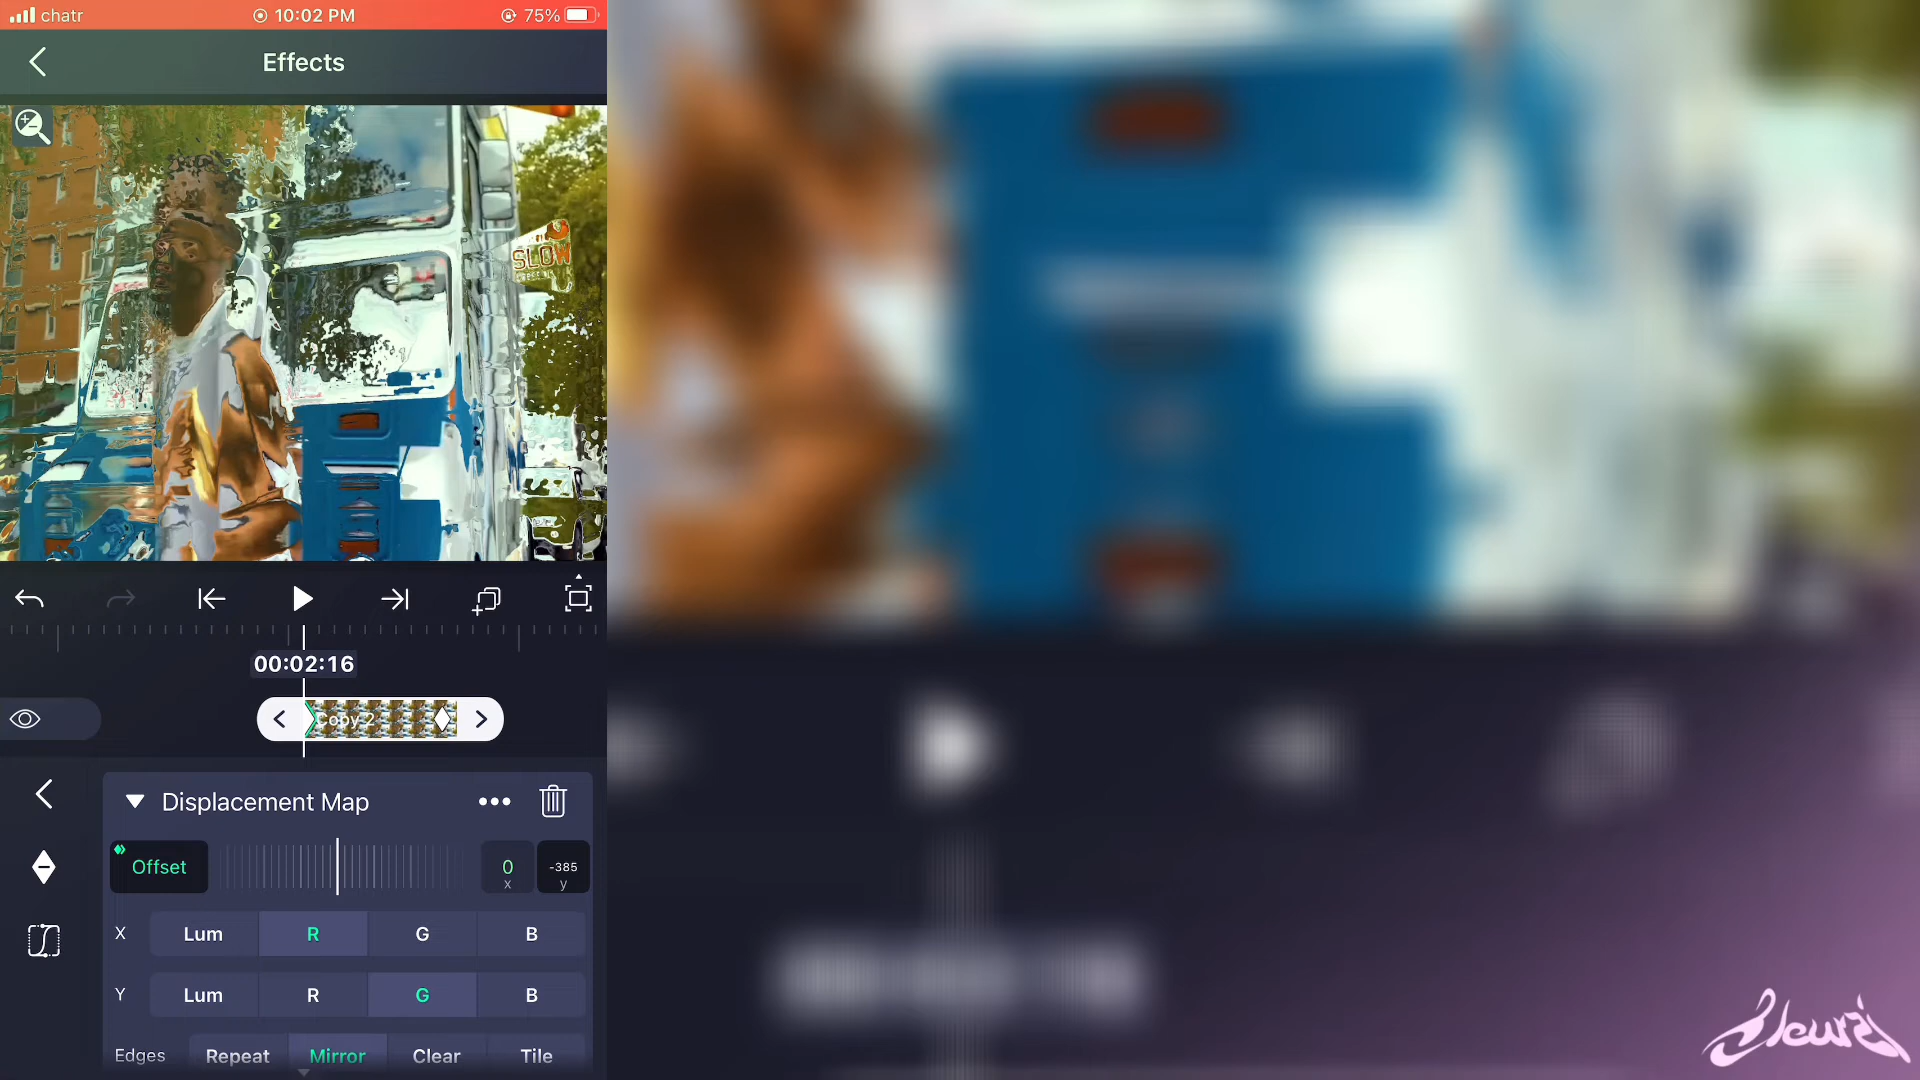 chatr 10:02 PM 75%
Effects
SLOW
00:02:16
Copy 2
Displacement Map
Offset 0 x -385 y
X Lum R G B
Y Lum R G B
Edges Repeat Mirror Clear Tile